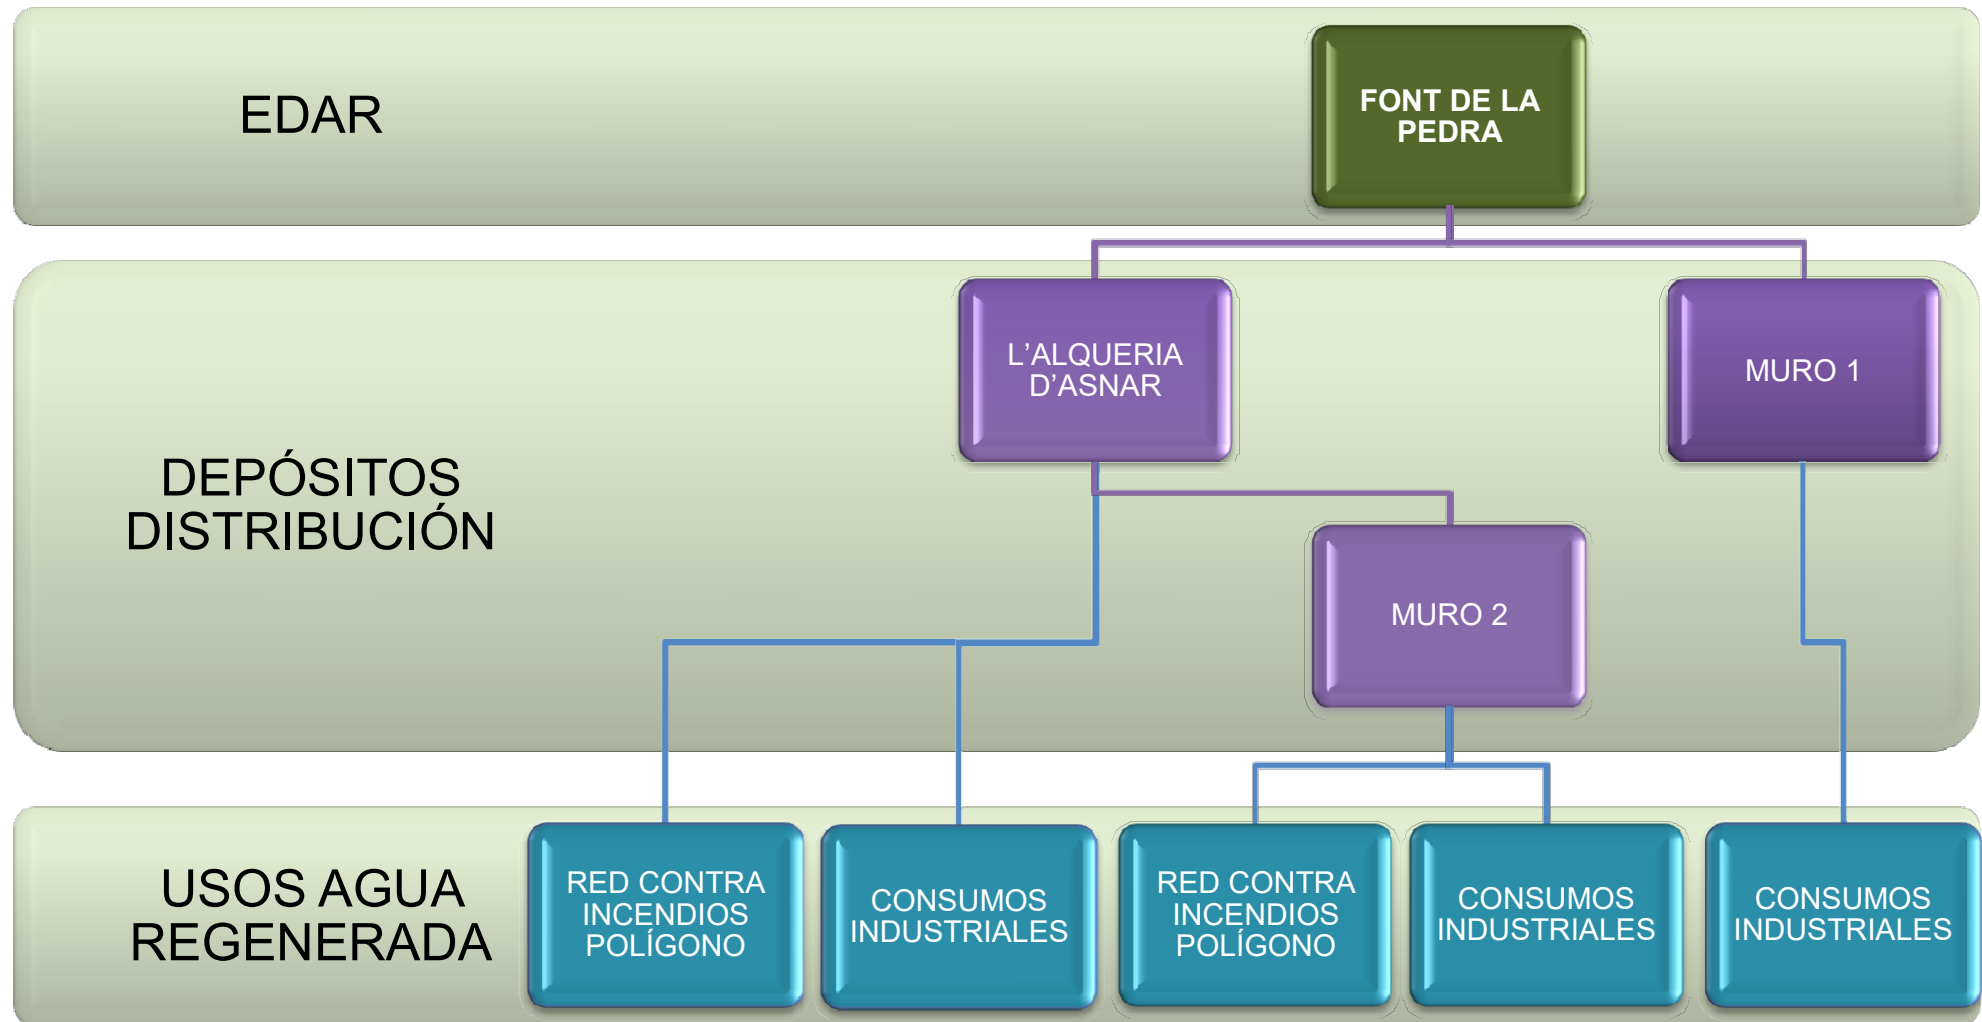 EDAR
FONT DE LA
PEDRA
L’ALQUERIA
D’ASNAR
MURO 1
DEPÓSITOS
DISTRIBUCIÓN
MURO 2
USOS AGUA
REGENERADA
RED CONTRA
INCENDIOS
POLÍGONO
CONSUMOS
INDUSTRIALES
RED CONTRA
INCENDIOS
POLÍGONO
CONSUMOS
INDUSTRIALES
CONSUMOS
INDUSTRIALES